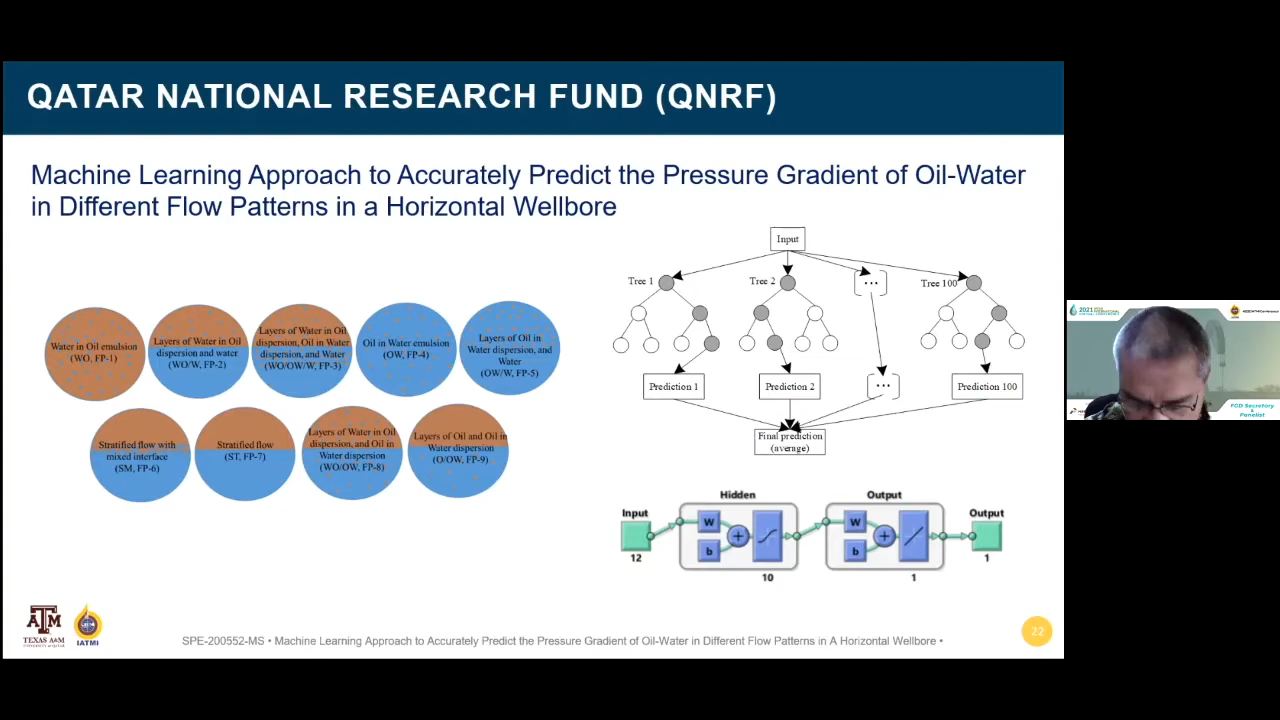 QATAR NATIONAL RESEARCH FUND (QNRF)
Machine Learning Approach to Accurately Predict the Pressure Gradient of Oil-Water
in Different Flow Patterns in a Horizontal Wellbore
Water in Oil emulsion
(WO, FP-1)
Layers of Water in Oil
dispersion and water
(WO/W, FP-2)
Layers of Water in Oil
dispersion, Oil in Water
dispersion, and Water
(WO/OW/W, FP-3)
Oil in Water emulsion
(OW, FP-4)
Layers of Oil in
Water dispersion, and
Water
(OW/W, FP-5)
Stratified flow with
mixed interface
(SM, FP-6)
Stratified flow
(ST, FP-7)
Layers of Water in Oil
dispersion, and Oil in
Water dispersion
(WO/OW, FP-8)
Layers of Oil and Oil in
Water dispersion
(O/OW, FP-9)
Input
Tree 1
Tree 2
...
Tree 100
Prediction 1
Prediction 2
...
Prediction 100
Final prediction
(average)
Hidden
Output
Input
Output
W
b
+
W
b
+
12
10
1
1
ATM
TEXAS A&M
IATMI
SPE-200552-MS • Machine Learning Approach to Accurately Predict the Pressure Gradient of Oil-Water in Different Flow Patterns in A Horizontal Wellbore •
22
2021
FGD Secretary
&
Panelist